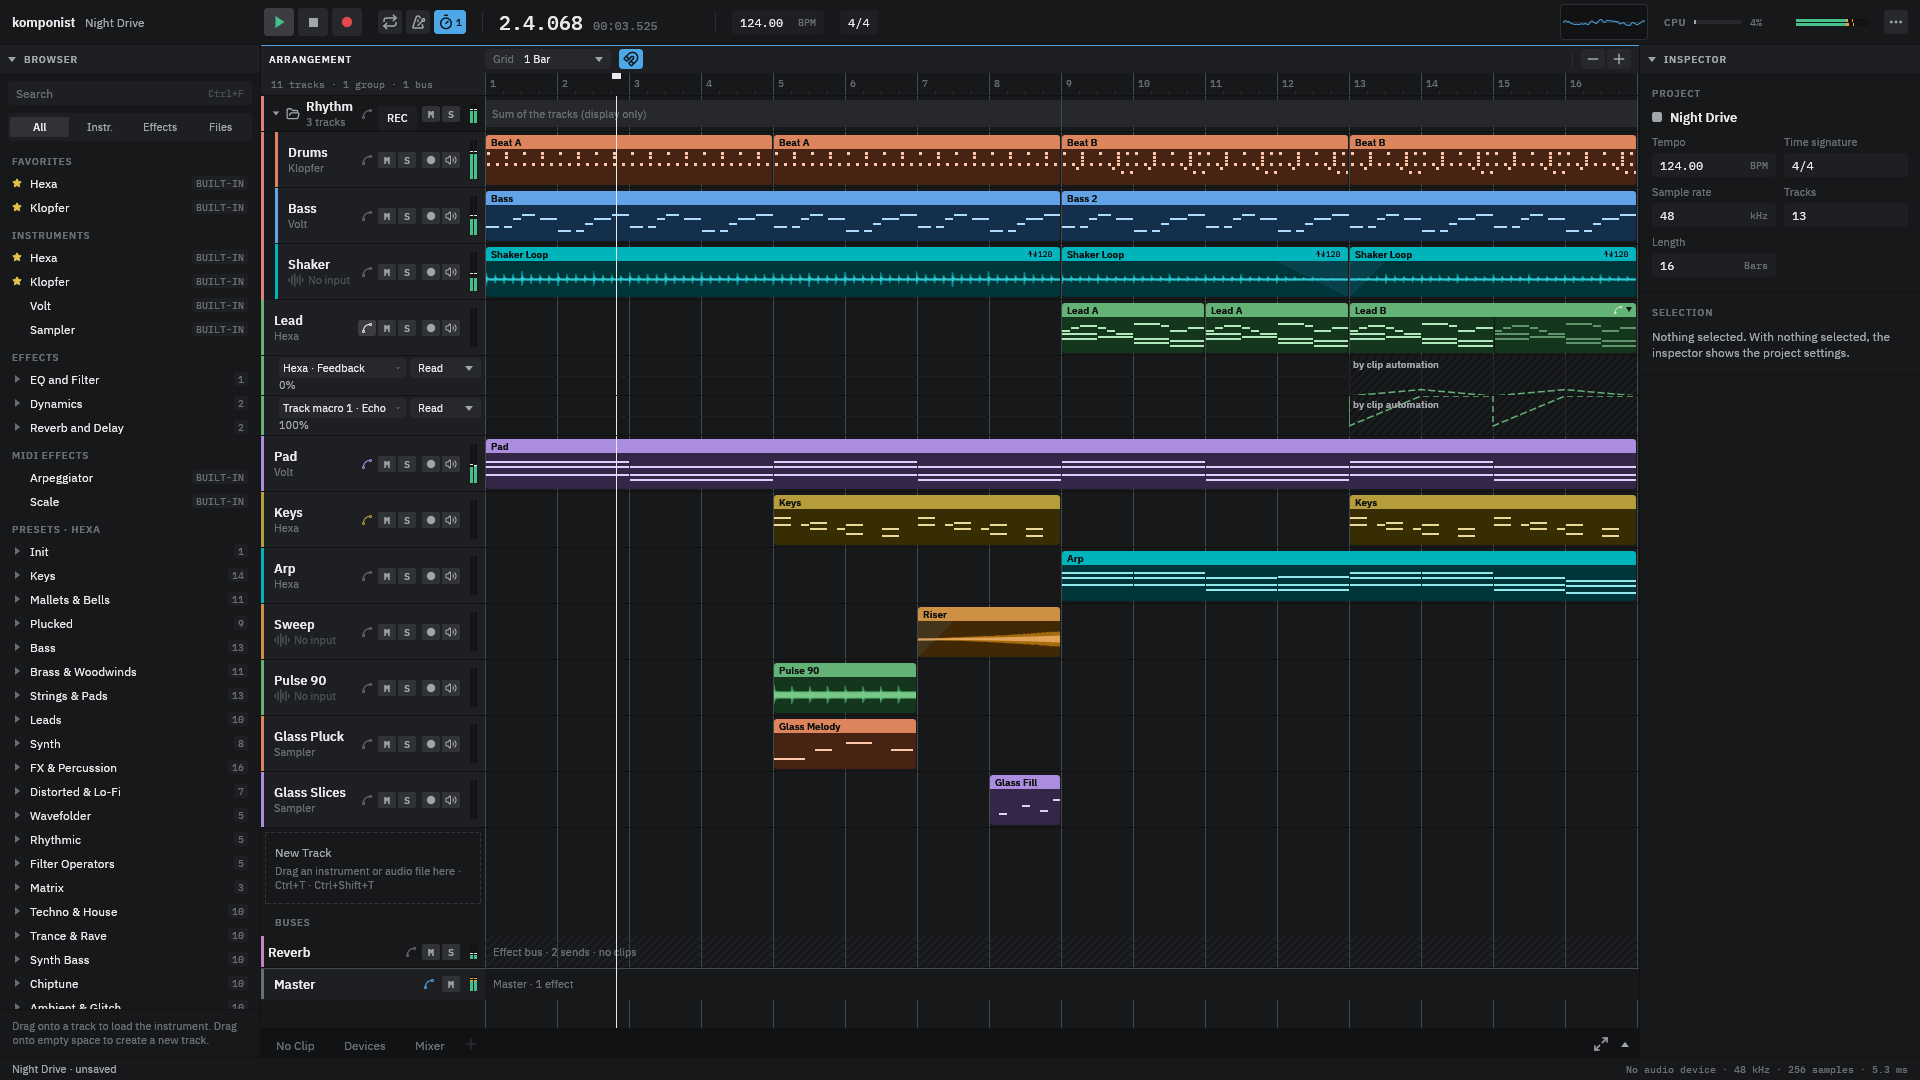 komponist Night Drive
1
2.4.068 00:03.525
124.00 BPM
4/4
CPU 4%
BROWSER
Search Ctrl+F
All Instr. Effects Files
FAVORITES
Hexa BUILT-IN
Klopfer BUILT-IN
INSTRUMENTS
Hexa BUILT-IN
Klopfer BUILT-IN
Volt BUILT-IN
Sampler BUILT-IN
EFFECTS
EQ and Filter 1
Dynamics 2
Reverb and Delay 2
MIDI EFFECTS
Arpeggiator BUILT-IN
Scale BUILT-IN
PRESETS · HEXA
Init 1
Keys 14
Mallets & Bells 11
Plucked 9
Bass 13
Brass & Woodwinds 11
Strings & Pads 13
Leads 10
Synth 8
FX & Percussion 16
Distorted & Lo-Fi 7
Wavefolder 5
Rhythmic 5
Filter Operators 5
Matrix 3
Techno & House 10
Trance & Rave 10
Synth Bass 10
Chiptune 10
Ambient & Glitch 10
Drag onto a track to load the instrument. Drag
onto empty space to create a new track.
ARRANGEMENT
Grid 1 Bar
11 tracks · 1 group · 1 bus
1 2 3 4 5 6 7 8 9 10 11 12 13 14 15 16
Rhythm
3 tracks
REC M S
Sum of the tracks (display only)
Drums
Klopfer
M S
Beat A Beat A Beat B Beat B
Bass
Volt
M S
Bass Bass 2
Shaker
No input
M S
Shaker Loop 120 Shaker Loop 120 Shaker Loop 120
Lead
Hexa
M S
Lead A Lead A Lead B
Hexa · Feedback Read
0%
by clip automation
Track macro 1 · Echo Read
100%
by clip automation
Pad
Volt
M S
Pad
Keys
Hexa
M S
Keys Keys
Arp
Hexa
M S
Arp
Sweep
No input
M S
Riser
Pulse 90
No input
M S
Pulse 90
Glass Pluck
Sampler
M S
Glass Melody
Glass Slices
Sampler
M S
Glass Fill
New Track
Drag an instrument or audio file here ·
Ctrl+T · Ctrl+Shift+T
BUSES
Reverb M S
Effect bus · 2 sends · no clips
Master M
Master · 1 effect
No Clip Devices Mixer
INSPECTOR
PROJECT
Night Drive
Tempo Time signature
124.00 BPM 4/4
Sample rate Tracks
48 kHz 13
Length
16 Bars
SELECTION
Nothing selected. With nothing selected, the
inspector shows the project settings.
Night Drive · unsaved
No audio device · 48 kHz · 256 samples · 5.3 ms